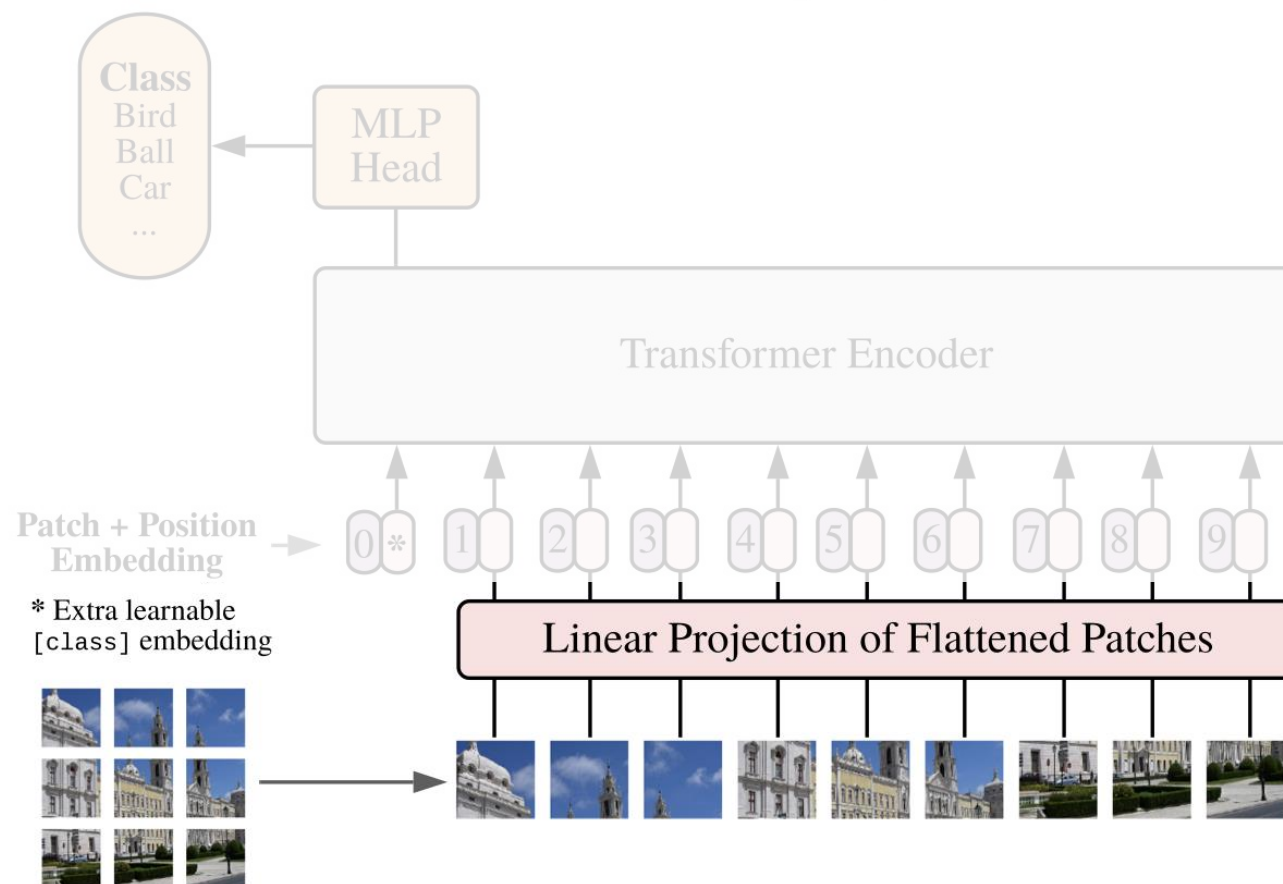 Class
Bird
Ball
Car
...
MLP
Head
Transformer Encoder
Patch + Position
Embedding
0 * 1 2 3 4 5 6 7 8 9
* Extra learnable
[class] embedding
Linear Projection of Flattened Patches